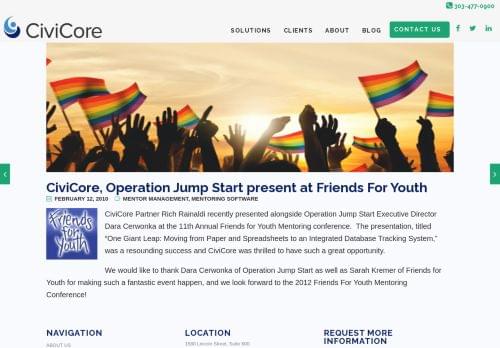 303-477-0900
CiviCore
SOLUTIONS CLIENTS ABOUT BLOG CONTACT US
CiviCore, Operation Jump Start present at Friends For Youth
FEBRUARY 12, 2010 MENTOR MANAGEMENT, MENTORING SOFTWARE
Friends for Youth
CiviCore Partner Rich Rainaldi recently presented alongside Operation Jump Start Executive Director
Dara Cerwonka at the 11th Annual Friends for Youth Mentoring conference. The presentation, titled
“One Giant Leap: Moving from Paper and Spreadsheets to an Integrated Database Tracking System,”
was a resounding success and CiviCore was thrilled to have such a great opportunity.
We would like to thank Dara Cerwonka of Operation Jump Start as well as Sarah Kremer of Friends of
Youth for making such a fantastic event happen, and we look forward to the 2012 Friends For Youth Mentoring
Conference!
NAVIGATION
ABOUT US
LOCATION
1580 Lincoln Street, Suite 600
REQUEST MORE
INFORMATION